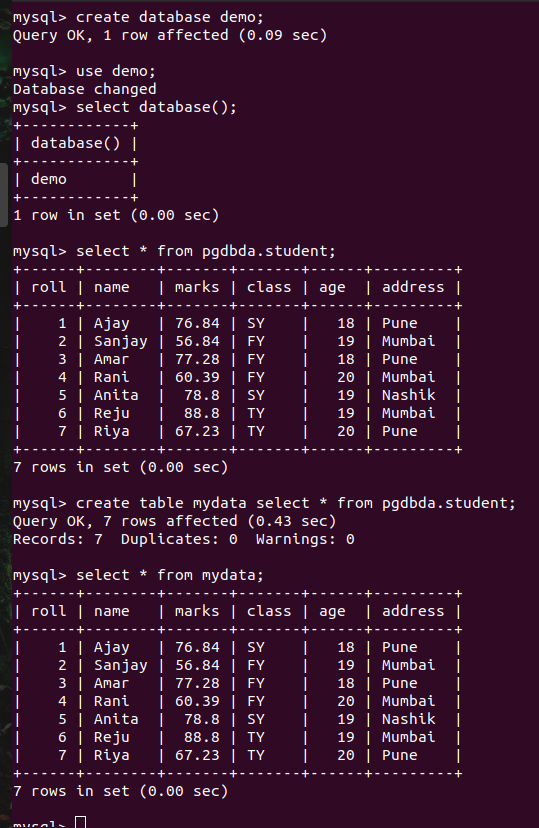 mysql> create database demo;
Query OK, 1 row affected (0.09 sec)
mysql> use demo;
Database changed
mysql> select database();
+------------+
| database() |
+------------+
| demo       |
+------------+
1 row in set (0.00 sec)
mysql> select * from pgdbda.student;
+------+--------+-------+-------+------+---------+
| roll | name   | marks | class | age  | address |
+------+--------+-------+-------+------+---------+
|    1 | Ajay   | 76.84 | SY    |   18 | Pune    |
|    2 | Sanjay | 56.84 | FY    |   19 | Mumbai  |
|    3 | Amar   | 77.28 | FY    |   18 | Pune    |
|    4 | Rani   | 60.39 | FY    |   20 | Mumbai  |
|    5 | Anita  |  78.8 | SY    |   19 | Nashik  |
|    6 | Reju   |  88.8 | TY    |   19 | Mumbai  |
|    7 | Riya   | 67.23 | TY    |   20 | Pune    |
+------+--------+-------+-------+------+---------+
7 rows in set (0.00 sec)
mysql> create table mydata select * from pgdbda.student;
Query OK, 7 rows affected (0.43 sec)
Records: 7  Duplicates: 0  Warnings: 0
mysql> select * from mydata;
+------+--------+-------+-------+------+---------+
| roll | name   | marks | class | age  | address |
+------+--------+-------+-------+------+---------+
|    1 | Ajay   | 76.84 | SY    |   18 | Pune    |
|    2 | Sanjay | 56.84 | FY    |   19 | Mumbai  |
|    3 | Amar   | 77.28 | FY    |   18 | Pune    |
|    4 | Rani   | 60.39 | FY    |   20 | Mumbai  |
|    5 | Anita  |  78.8 | SY    |   19 | Nashik  |
|    6 | Reju   |  88.8 | TY    |   19 | Mumbai  |
|    7 | Riya   | 67.23 | TY    |   20 | Pune    |
+------+--------+-------+-------+------+---------+
7 rows in set (0.00 sec)
mysql>